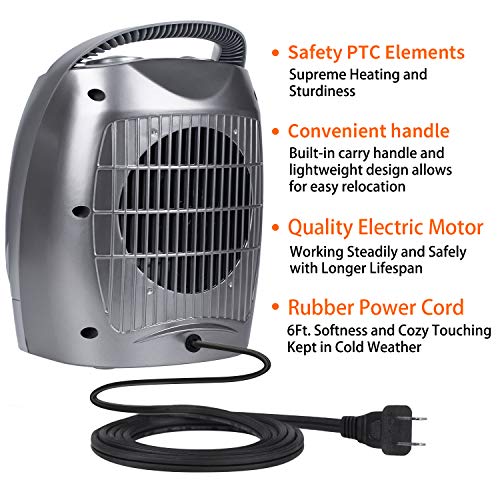 Safety PTC Elements
Supreme Heating and
Sturdiness
Convenient handle
Built-in carry handle and
lightweight design allows
for easy relocation
Quality Electric Motor
Working Steadily and Safely
with Longer Lifespan
Rubber Power Cord
6Ft. Softness and Cozy Touching
Kept in Cold Weather